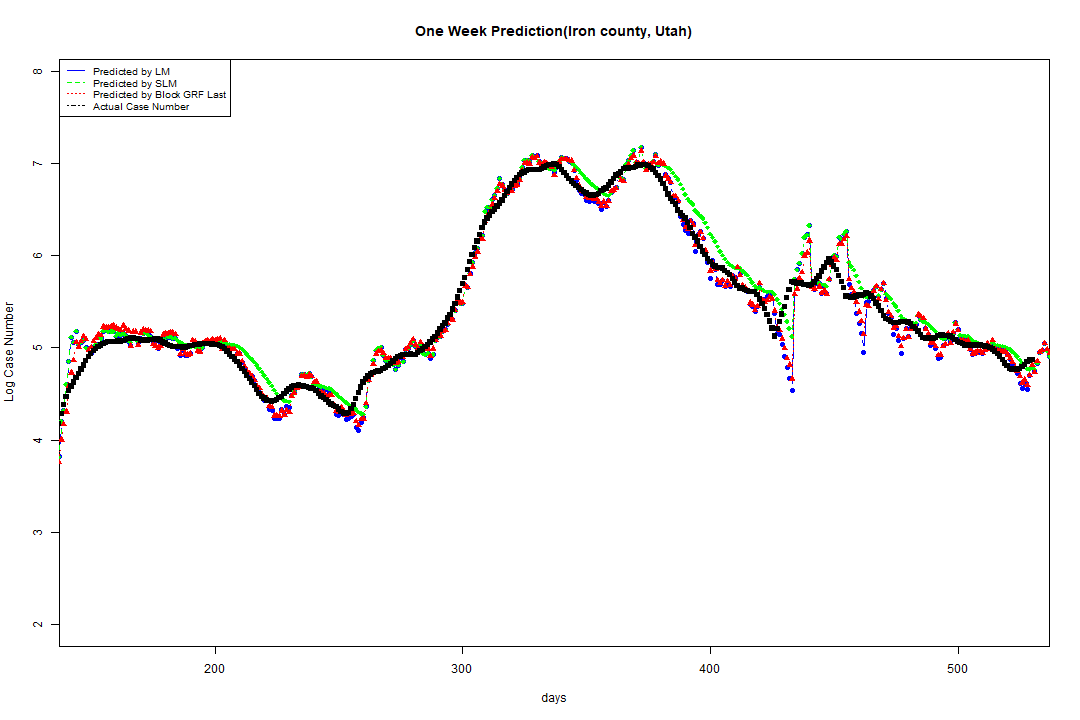 One Week Prediction(Iron county, Utah)
Predicted by LM
Predicted by SLM
Predicted by Block GRF Last
Actual Case Number
8
7
6
5
4
3
2
Log Case Number
200 300 400 500
days